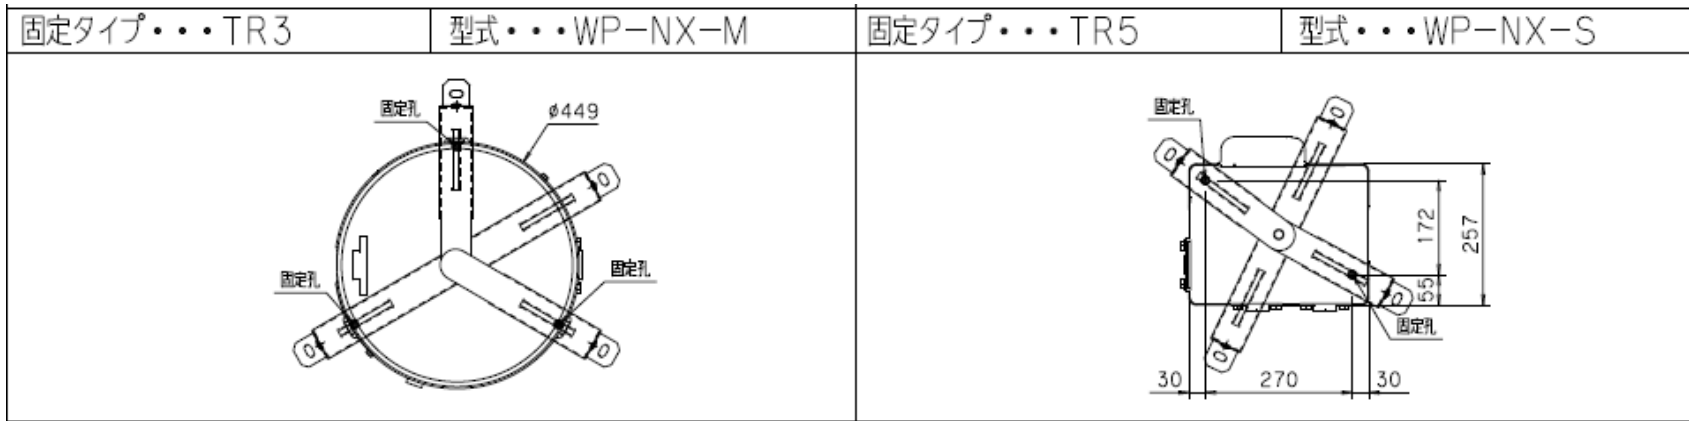 固定タイプ・・・TR3
型式・・・WP−NX−M
固定タイプ・・・TR5
型式・・・WP−NX−S
固定孔
φ449
固定孔
固定孔
固定孔
172
257
55
固定孔
30
270
30